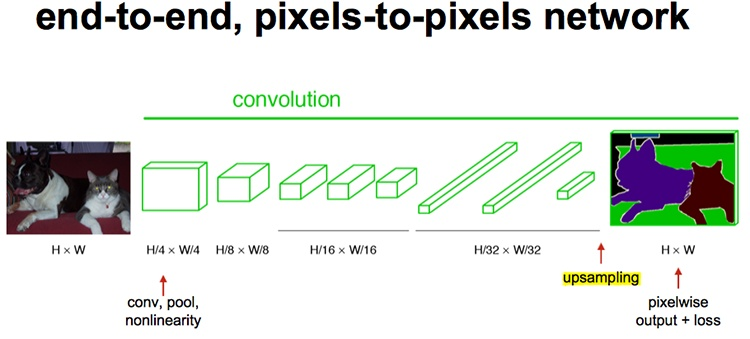 end-to-end, pixels-to-pixels network
convolution
H × W
H/4 × W/4
H/8 × W/8
H/16 × W/16
H/32 × W/32
H × W
conv, pool,
nonlinearity
upsampling
pixelwise
output + loss